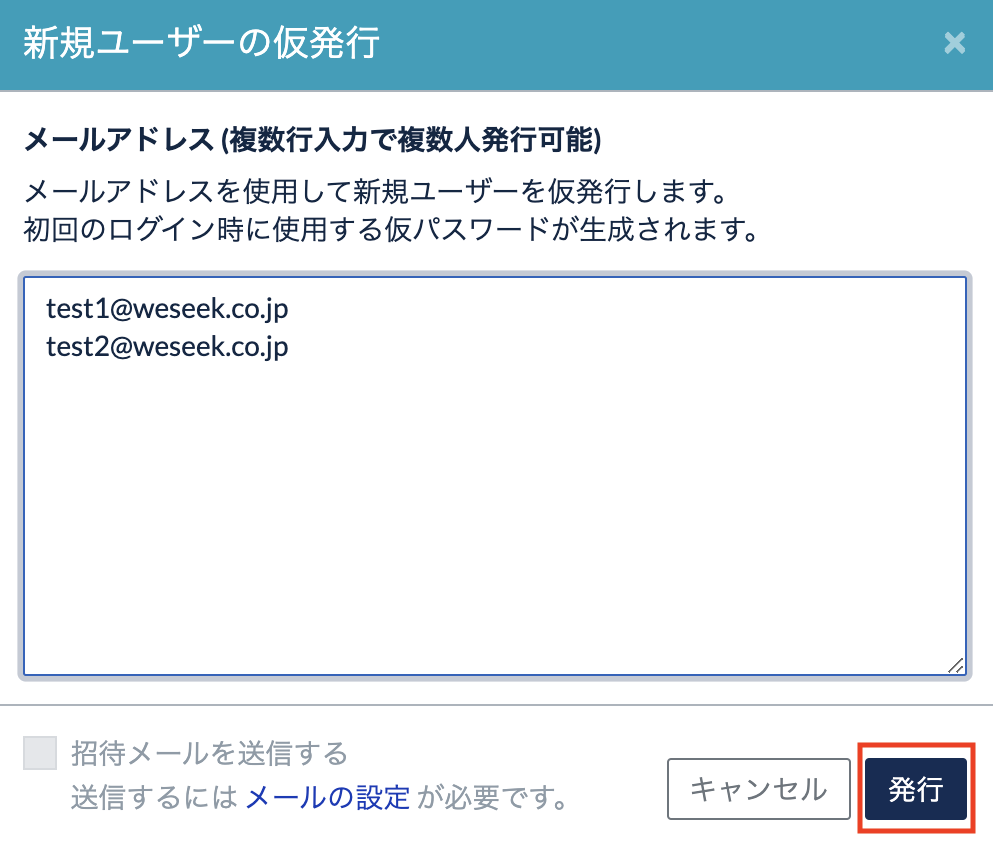 新規ユーザーの仮発行
×
メールアドレス (複数行入力で複数人発行可能)
メールアドレスを使用して新規ユーザーを仮発行します。
初回のログイン時に使用する仮パスワードが生成されます。
test1@weseek.co.jp
test2@weseek.co.jp
招待メールを送信する
送信するには メールの設定 が必要です。
キャンセル
発行